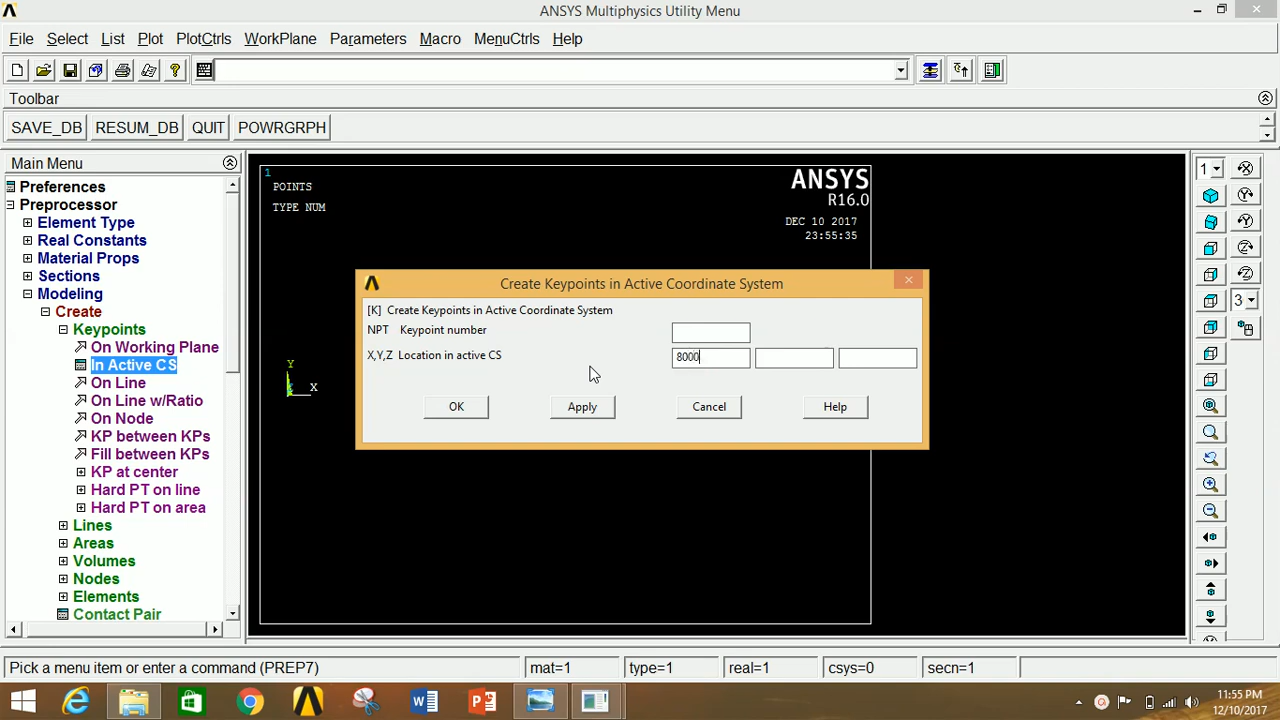 ANSYS Multiphysics Utility Menu
File Select List Plot PlotCtrls WorkPlane Parameters Macro MenuCtrls Help
Toolbar
SAVE_DB RESUM_DB QUIT POWRGRPH
Main Menu
Preferences
Preprocessor
Element Type
Real Constants
Material Props
Sections
Modeling
Create
Keypoints
On Working Plane
In Active CS
On Line
On Line w/Ratio
On Node
KP between KPs
Fill between KPs
KP at center
Hard PT on line
Hard PT on area
Lines
Areas
Volumes
Nodes
Elements
Contact Pair
1
POINTS
TYPE NUM
ANSYS
R16.0
DEC 10 2017
23:55:35
Y
X
Create Keypoints in Active Coordinate System
[K] Create Keypoints in Active Coordinate System
NPT Keypoint number
X,Y,Z Location in active CS 8000
OK Apply Cancel Help
1
3
Pick a menu item or enter a command (PREP7) mat=1 type=1 real=1 csys=0 secn=1
11:55 PM
12/10/2017